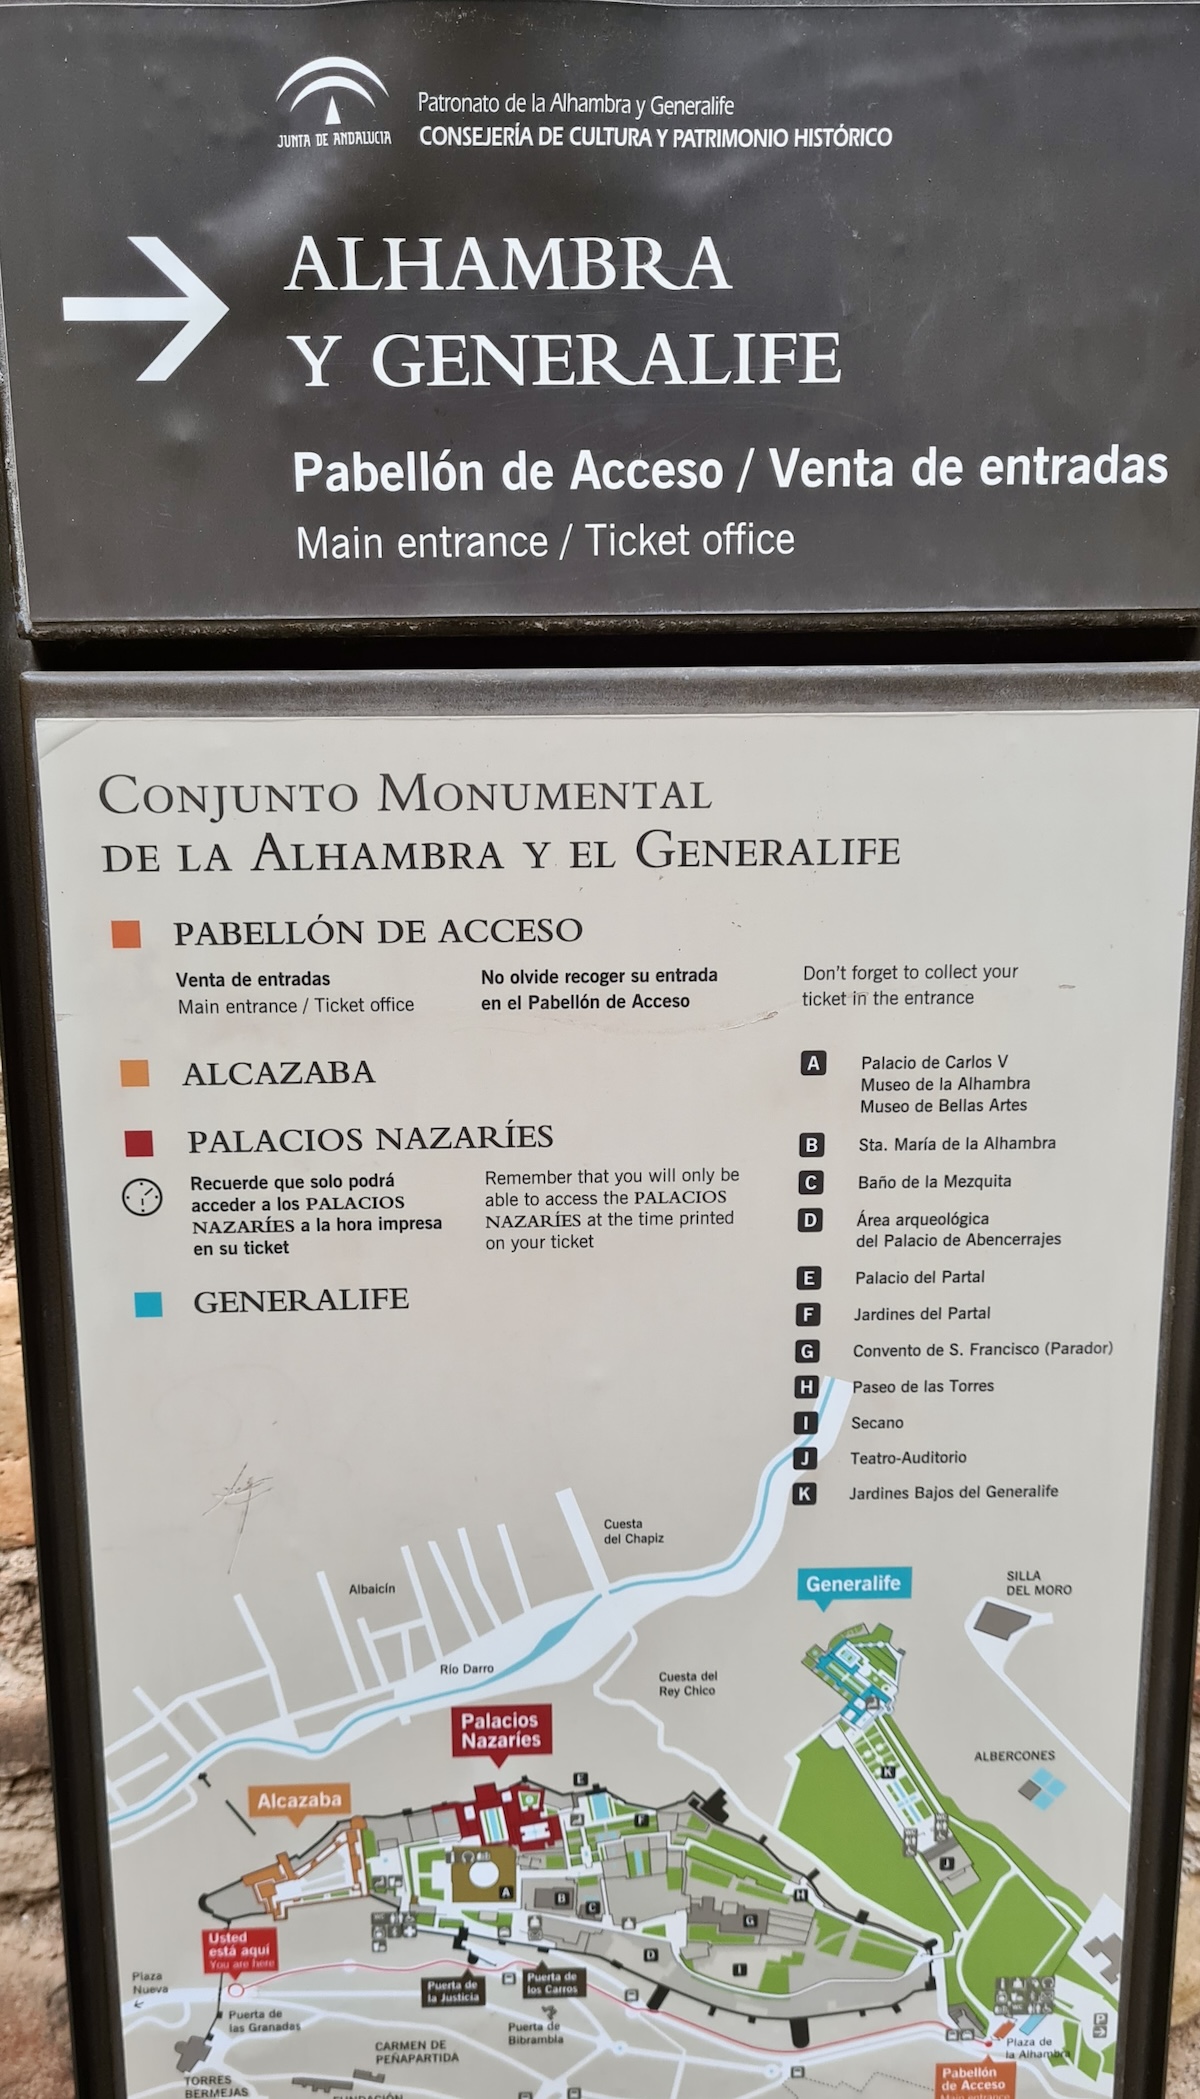 JUNTA DE ANDALUCIA
Patronato de la Alhambra y Generalife
CONSEJERÍA DE CULTURA Y PATRIMONIO HISTÓRICO
ALHAMBRA
Y GENERALIFE
Pabellón de Acceso / Venta de entradas
Main entrance / Ticket office
CONJUNTO MONUMENTAL
DE LA ALHAMBRA Y EL GENERALIFE
PABELLÓN DE ACCESO
Venta de entradas
Main entrance / Ticket office
No olvide recoger su entrada
en el Pabellón de Acceso
Don't forget to collect your
ticket in the entrance
ALCAZABA
PALACIOS NAZARÍES
Recuerde que solo podrá
acceder a los PALACIOS
NAZARÍES a la hora impresa
en su ticket
Remember that you will only be
able to access the PALACIOS
NAZARÍES at the time printed
on your ticket
GENERALIFE
A Palacio de Carlos V
Museo de la Alhambra
Museo de Bellas Artes
B Sta. María de la Alhambra
C Baño de la Mezquita
D Área arqueológica
del Palacio de Abencerrajes
E Palacio del Partal
F Jardines del Partal
G Convento de S. Francisco (Parador)
H Paseo de las Torres
I Secano
J Teatro-Auditorio
K Jardines Bajos del Generalife
Cuesta
del Chapiz
Albaicín
Generalife
SILLA
DEL MORO
Río Darro
Cuesta del
Rey Chico
Palacios
Nazaríes
ALBERCONES
K
Alcazaba
E
F
J
A
B
C
H
G
D
I
Usted
está aquí
You are here
Plaza
Nueva
Puerta de
la Justicia
Puerta de
los Carros
Puerta de
las Granadas
Puerta de
Bibrambla
P
Plaza de
la Alhambra
CARMEN DE
PEÑAPARTIDA
TORRES
BERMEJAS
FUNDACIÓN
Pabellón
de Acceso
Main entrance